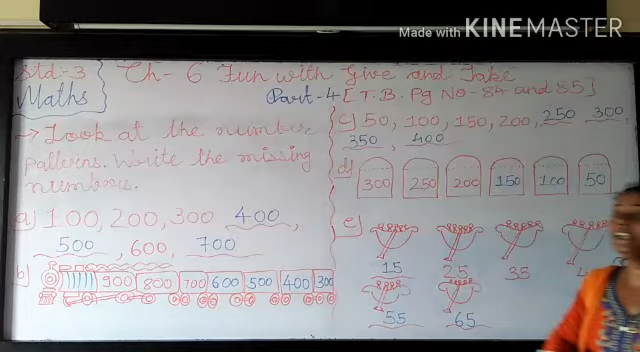 Made with KINEMASTER
Std-3
Maths
Ch-6 Fun with Give and Take
Part-4 [T.B. Pg No-84 and 85]
→ Look at the number
patterns. Write the missing
numbers.
a) 100, 200, 300 400,
500, 600, 700
b) 900 800 700 600 500 400 300
c) 50, 100, 150, 200, 250 300,
350, 400
d) 300 250 200 150 100 50
e) 15 25 35
55 65